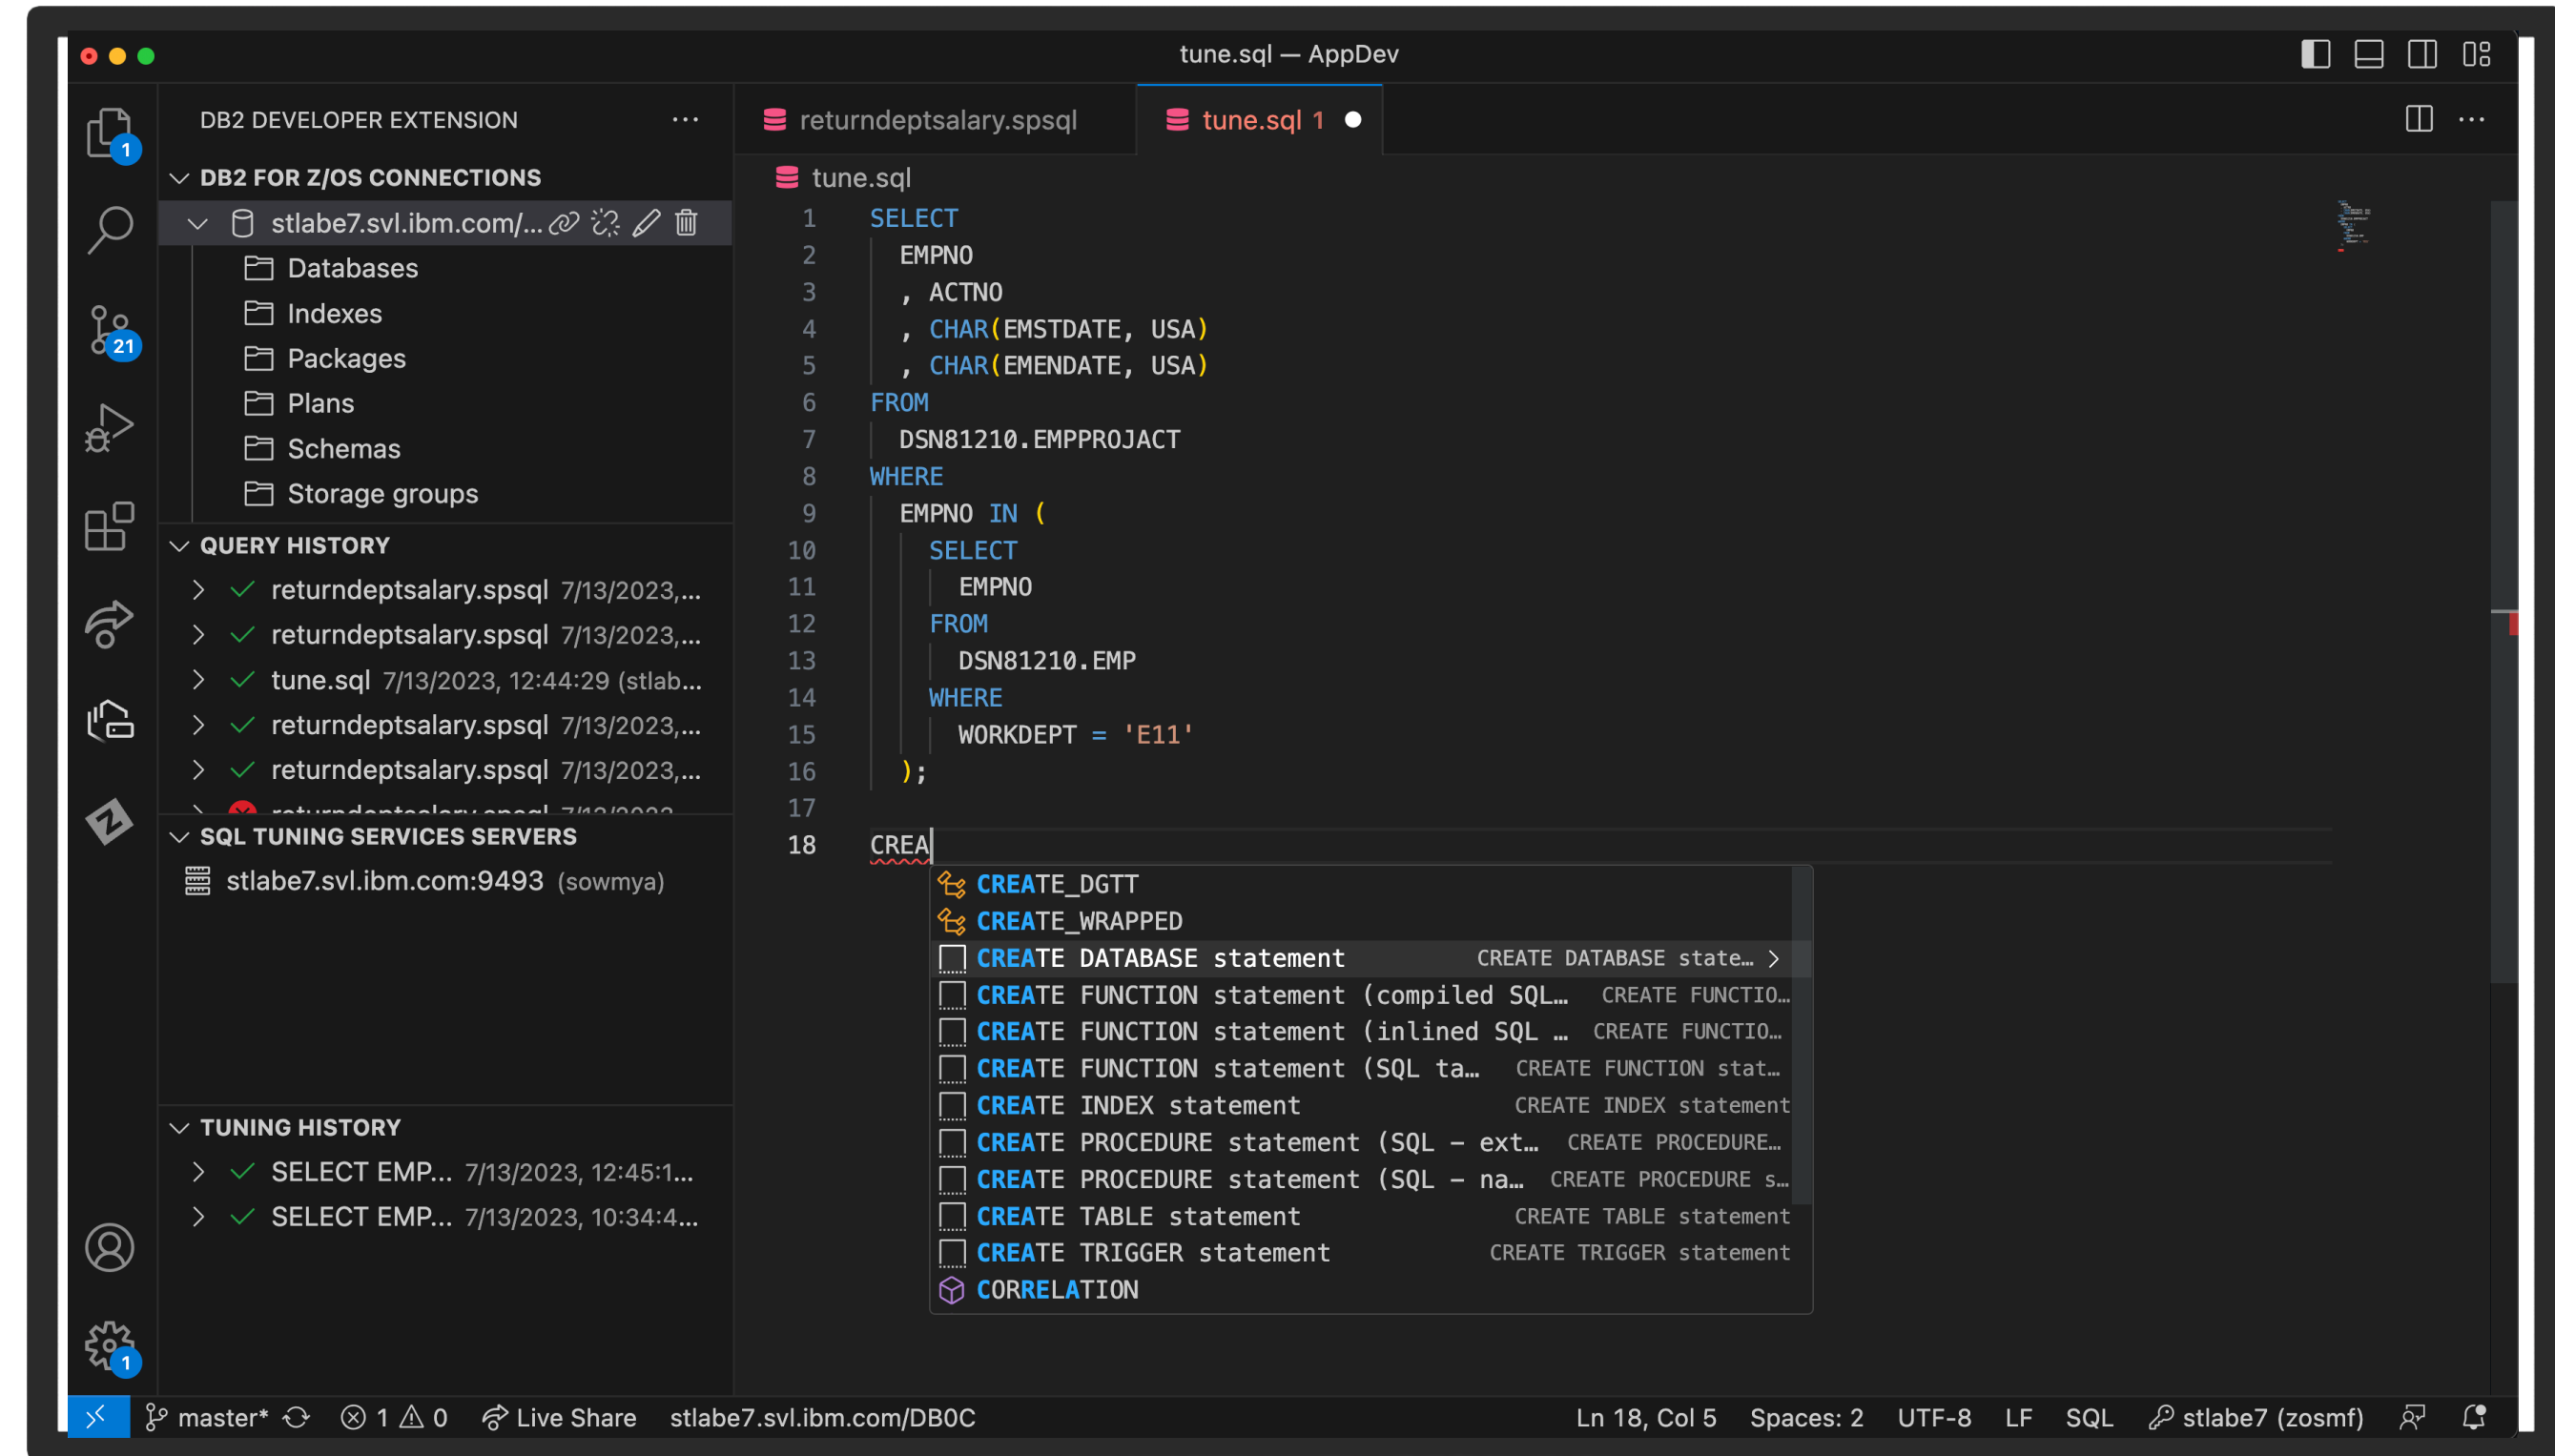 tune.sql — AppDev
DB2 DEVELOPER EXTENSION
DB2 FOR Z/OS CONNECTIONS
stlabe7.svl.ibm.com/...
Databases
Indexes
Packages
Plans
Schemas
Storage groups
QUERY HISTORY
returndeptsalary.spsql 7/13/2023,...
returndeptsalary.spsql 7/13/2023,...
tune.sql 7/13/2023, 12:44:29 (stlab...
returndeptsalary.spsql 7/13/2023,...
returndeptsalary.spsql 7/13/2023,...
returndeptsalary.spsql 7/13/2023
SQL TUNING SERVICES SERVERS
stlabe7.svl.ibm.com:9493 (sowmya)
TUNING HISTORY
SELECT EMP... 7/13/2023, 12:45:1...
SELECT EMP... 7/13/2023, 10:34:4...
1
21
1
returndeptsalary.spsql
tune.sql 1
tune.sql
1 SELECT
2 EMPNO
3 , ACTNO
4 , CHAR(EMSTDATE, USA)
5 , CHAR(EMENDATE, USA)
6 FROM
7 DSN81210.EMPPROJACT
8 WHERE
9 EMPNO IN (
10 SELECT
11 EMPNO
12 FROM
13 DSN81210.EMP
14 WHERE
15 WORKDEPT = 'E11'
16 );
17
18 CREA
CREATE_DGTT
CREATE_WRAPPED
CREATE DATABASE statement CREATE DATABASE state…
CREATE FUNCTION statement (compiled SQL… CREATE FUNCTIO…
CREATE FUNCTION statement (inlined SQL … CREATE FUNCTIO…
CREATE FUNCTION statement (SQL ta… CREATE FUNCTION stat…
CREATE INDEX statement CREATE INDEX statement
CREATE PROCEDURE statement (SQL – ext… CREATE PROCEDURE…
CREATE PROCEDURE statement (SQL – na… CREATE PROCEDURE s…
CREATE TABLE statement CREATE TABLE statement
CREATE TRIGGER statement CREATE TRIGGER statement
CORRELATION
master* 1 0 Live Share stlabe7.svl.ibm.com/DB0C Ln 18, Col 5 Spaces: 2 UTF-8 LF SQL stlabe7 (zosmf)